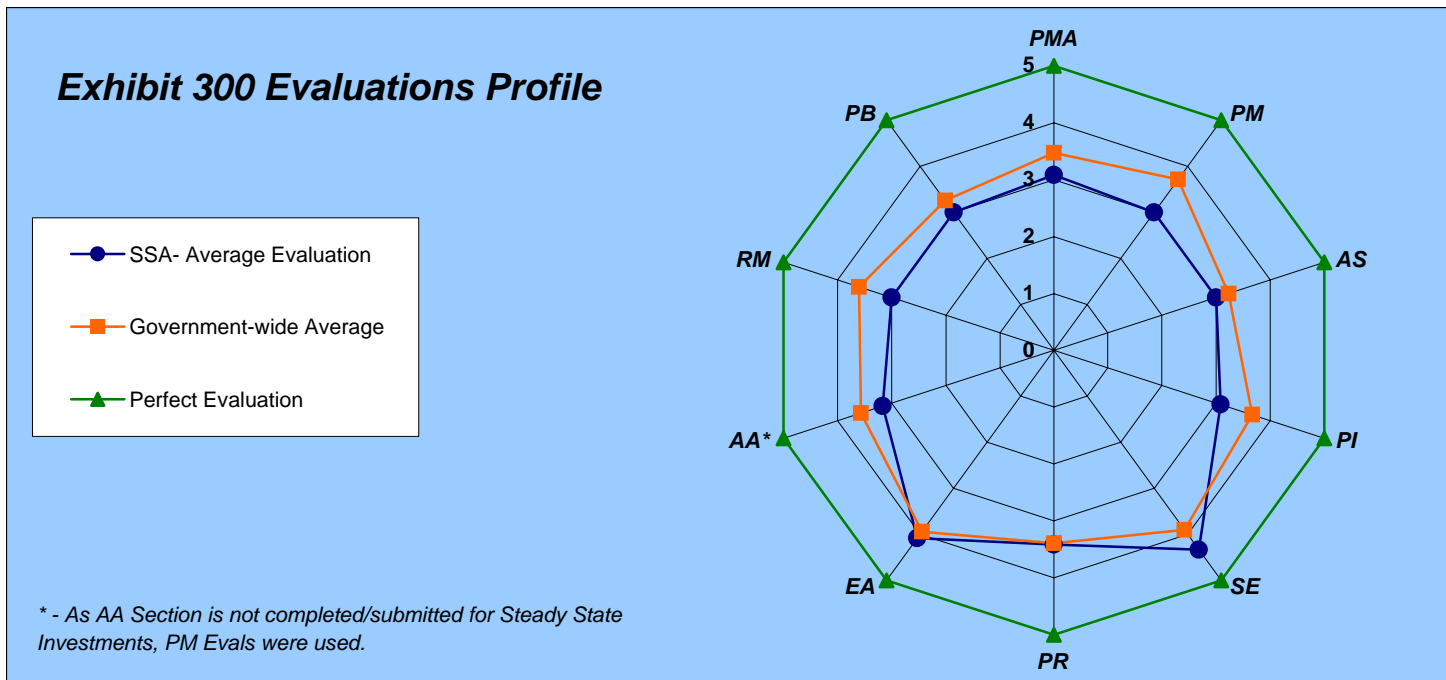 Exhibit 300 Evaluations Profile
SSA- Average Evaluation
Government-wide Average
Perfect Evaluation
* - As AA Section is not completed/submitted for Steady State
Investments, PM Evals were used.
PMA
5
PB
PM
4
3
RM
AS
2
1
0
AA*
PI
EA
SE
PR